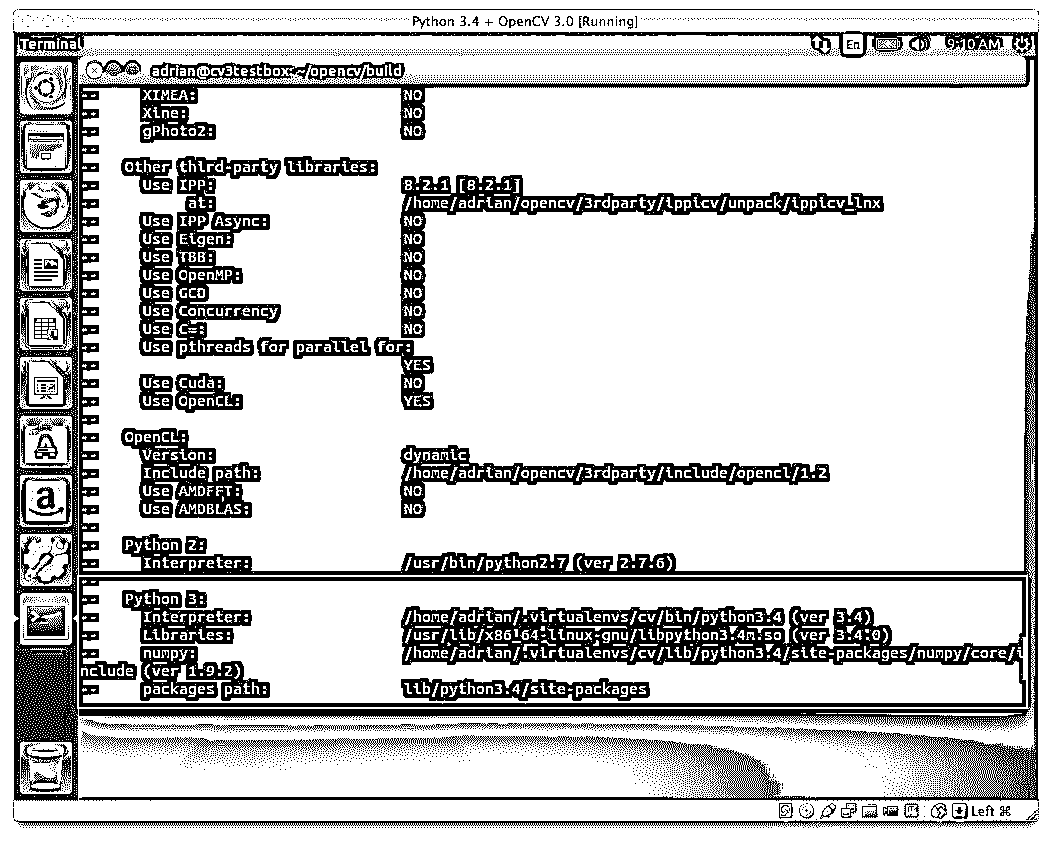 Python 3.4 + OpenCV 3.0 [Running]
Terminal En 9:10 AM
adrian@cv3testbox: ~/opencv/build
-- XIMEA: NO
-- Xine: NO
-- gPhoto2: NO
--
-- Other third-party libraries:
-- Use IPP: 8.2.1 [8.2.1]
-- at: /home/adrian/opencv/3rdparty/ippicv/unpack/ippicv_lnx
-- Use IPP Async: NO
-- Use Eigen: NO
-- Use TBB: NO
-- Use OpenMP: NO
-- Use GCD NO
-- Use Concurrency NO
-- Use C=: NO
-- Use pthreads for parallel for:
-- YES
-- Use Cuda: NO
-- Use OpenCL: YES
--
-- OpenCL:
-- Version: dynamic
-- Include path: /home/adrian/opencv/3rdparty/include/opencl/1.2
-- Use AMDFFT: NO
-- Use AMDBLAS: NO
--
-- Python 2:
-- Interpreter: /usr/bin/python2.7 (ver 2.7.6)
--
-- Python 3:
-- Interpreter: /home/adrian/.virtualenvs/cv/bin/python3.4 (ver 3.4)
-- Libraries: /usr/lib/x86_64-linux-gnu/libpython3.4m.so (ver 3.4.0)
-- numpy: /home/adrian/.virtualenvs/cv/lib/python3.4/site-packages/numpy/core/i
nclude (ver 1.9.2)
-- packages path: lib/python3.4/site-packages
Left ⌘